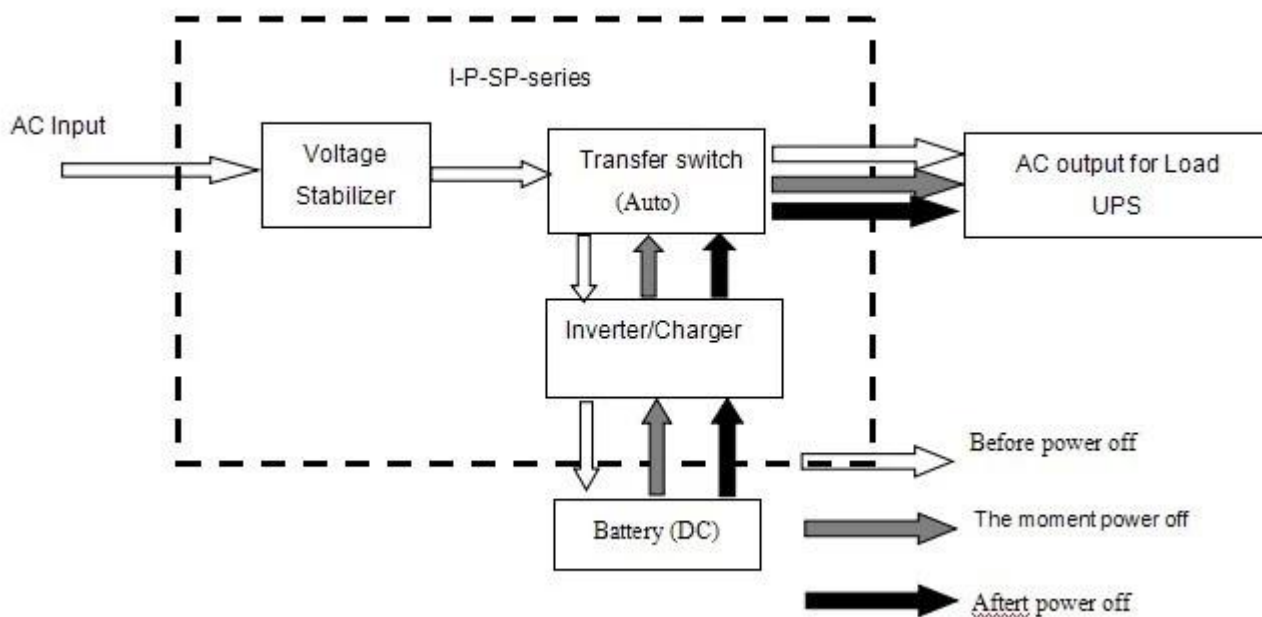 I-P-SP-series
AC Input
Voltage
Stabilizer
Transfer switch
(Auto)
AC output for Load
UPS
Inverter/Charger
Battery (DC)
Before power off
The moment power off
Aftert power off